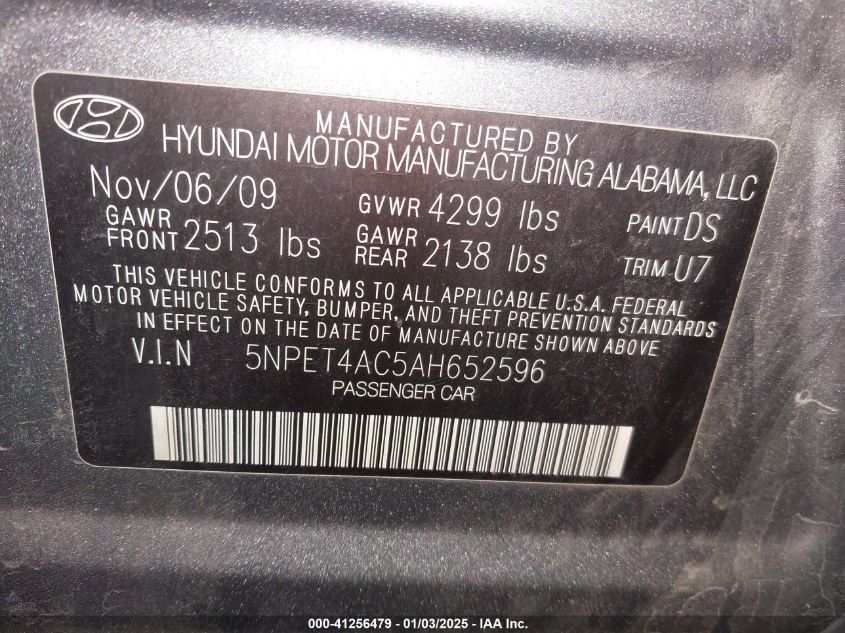 MANUFACTURED BY
HYUNDAI MOTOR MANUFACTURING ALABAMA, LLC
Nov/06/09 GVWR 4299 lbs PAINT DS
GAWR FRONT 2513 lbs GAWR REAR 2138 lbs TRIM U7
THIS VEHICLE CONFORMS TO ALL APPLICABLE U.S.A. FEDERAL
MOTOR VEHICLE SAFETY, BUMPER, AND THEFT PREVENTION STANDARDS
IN EFFECT ON THE DATE OF MANUFACTURE SHOWN ABOVE
V.I.N 5NPET4AC5AH652596
PASSENGER CAR
000-41256479 - 01/03/2025 - IAA Inc.